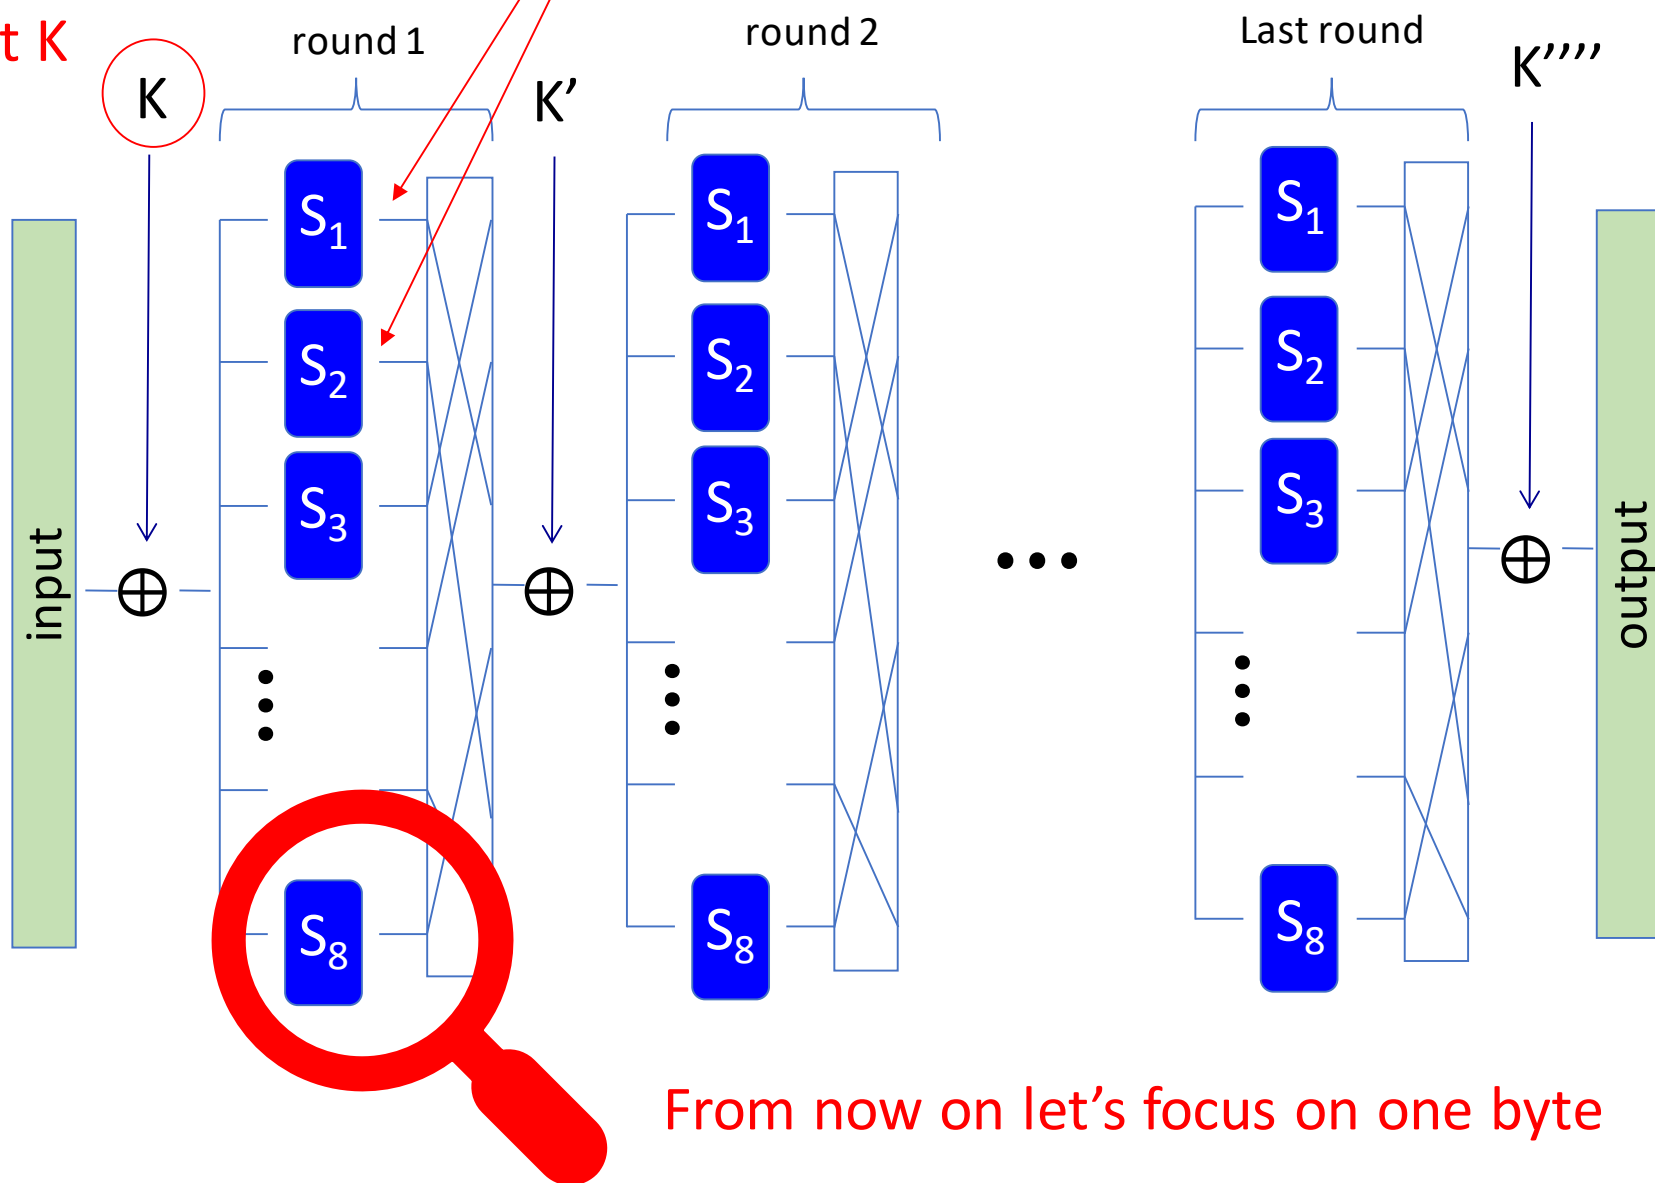 t K
K
round 1
K’
round 2
Last round
K’’’’
S1
S2
S3
S8
S1
S2
S3
S8
S1
S2
S3
S8
input
output
From now on let’s focus on one byte